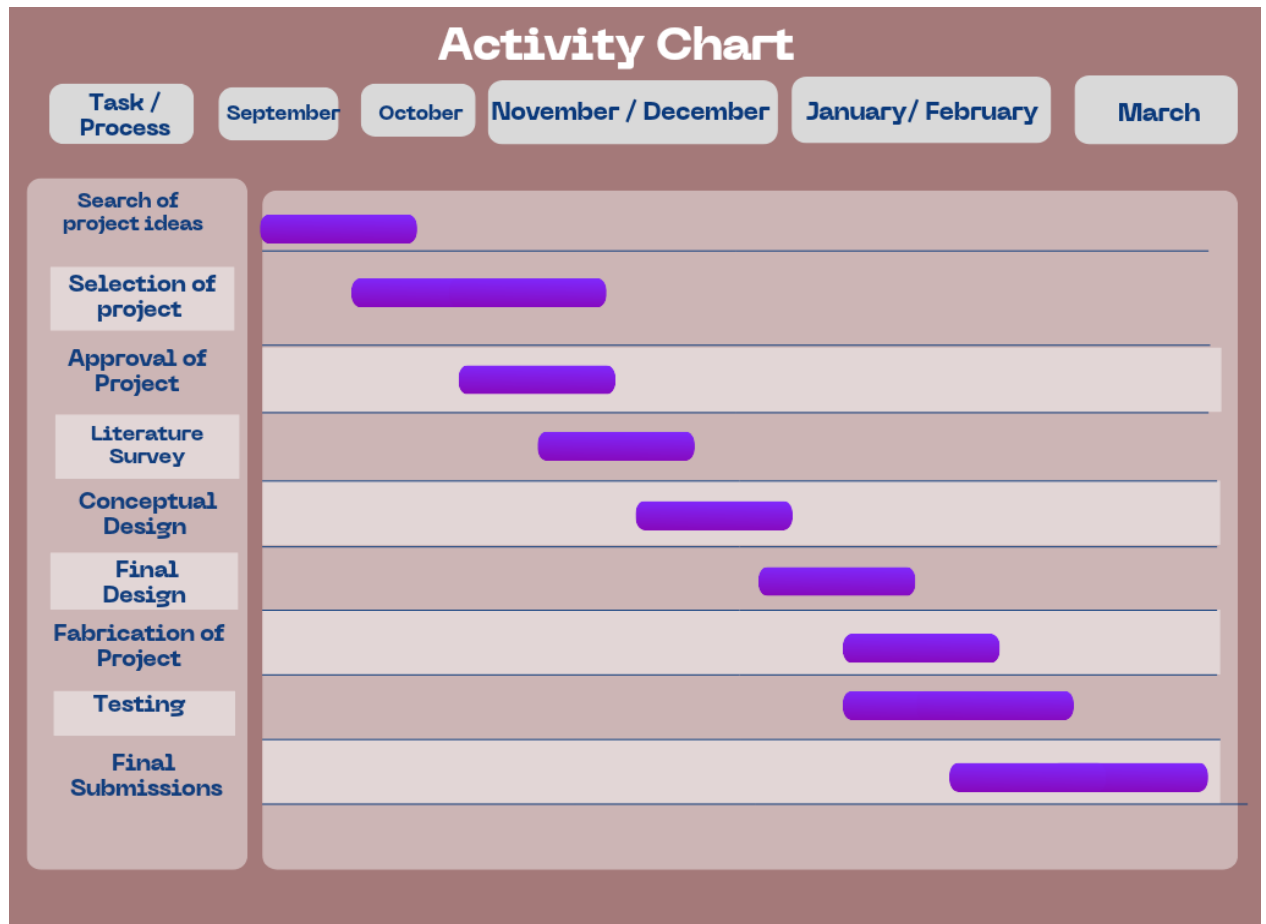 Activity Chart
Task /
Process
September
October
November / December
January/ February
March
Search of
project ideas
Selection of
project
Approval of
Project
Literature
Survey
Conceptual
Design
Final
Design
Fabrication of
Project
Testing
Final
Submissions